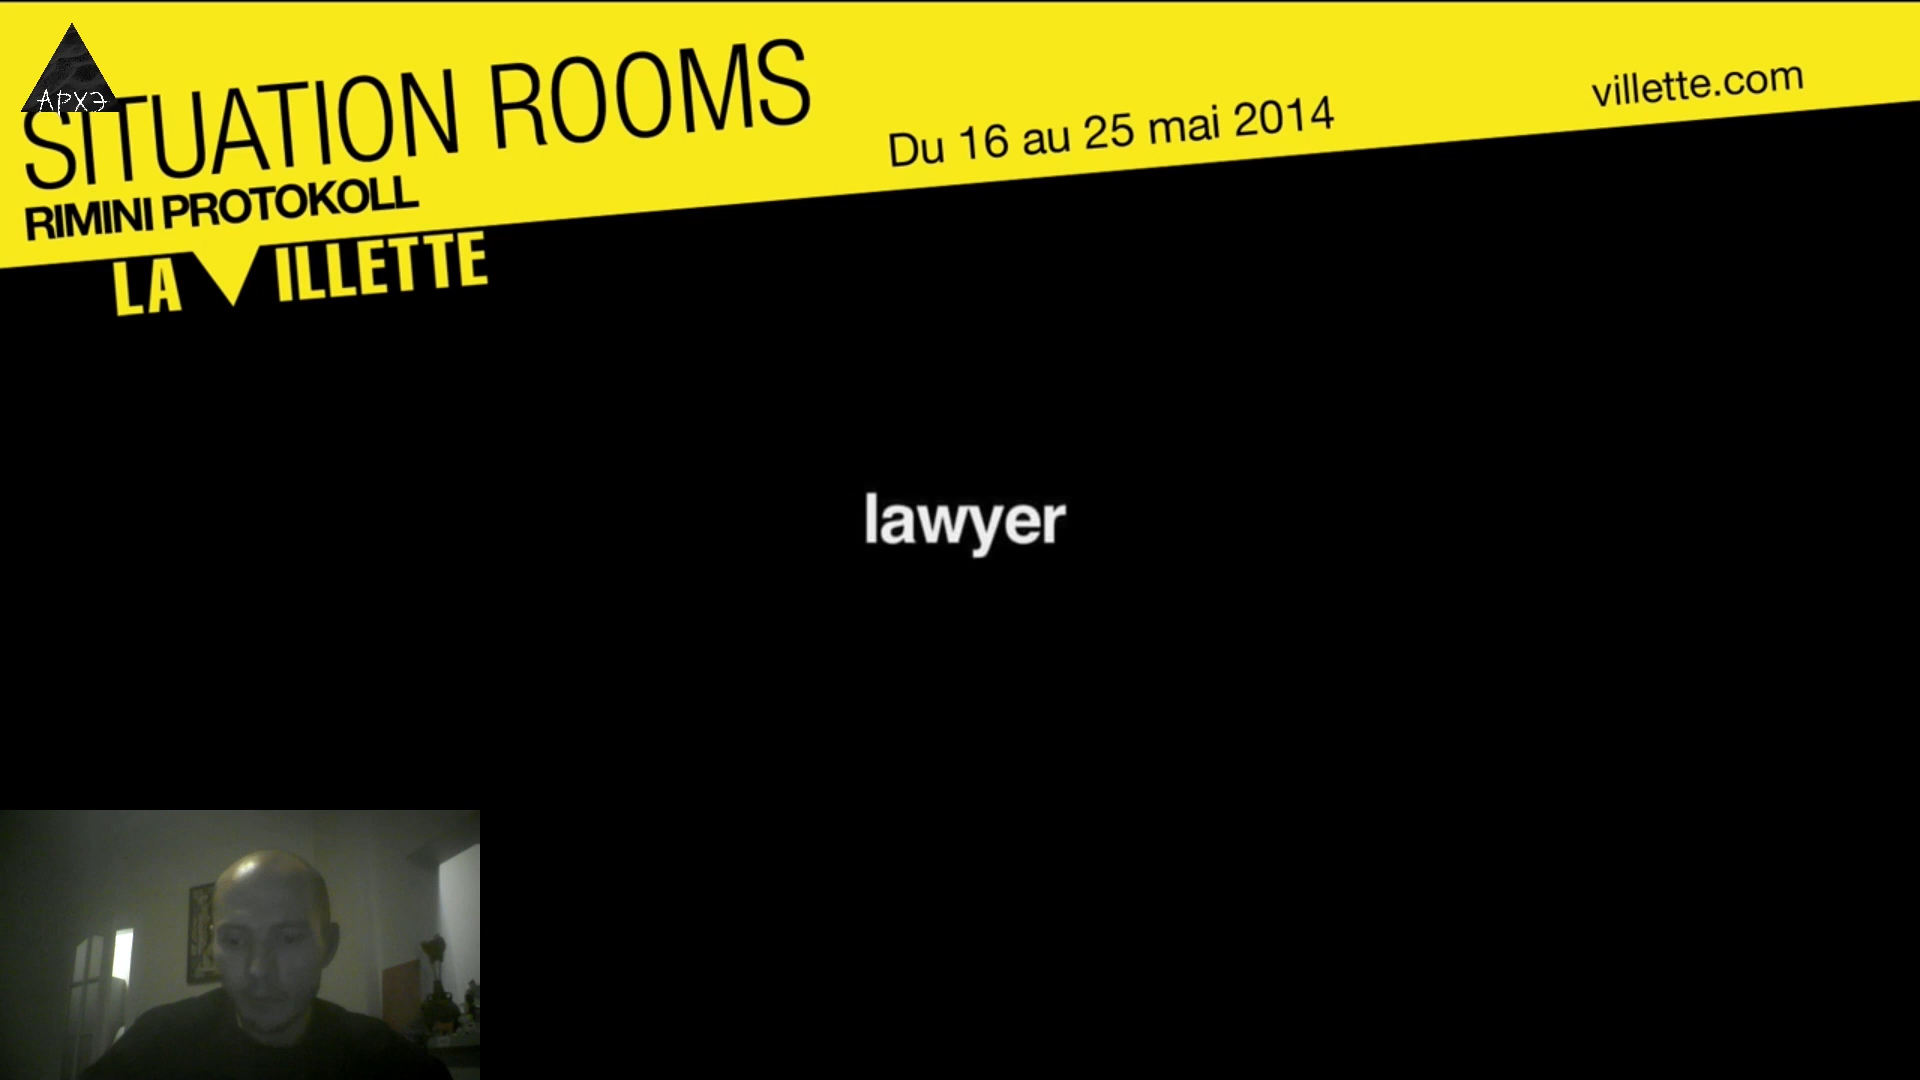 АРХЭ
SITUATION ROOMS
RIMINI PROTOKOLL
LA VILLETTE
Du 16 au 25 mai 2014
villette.com
lawyer